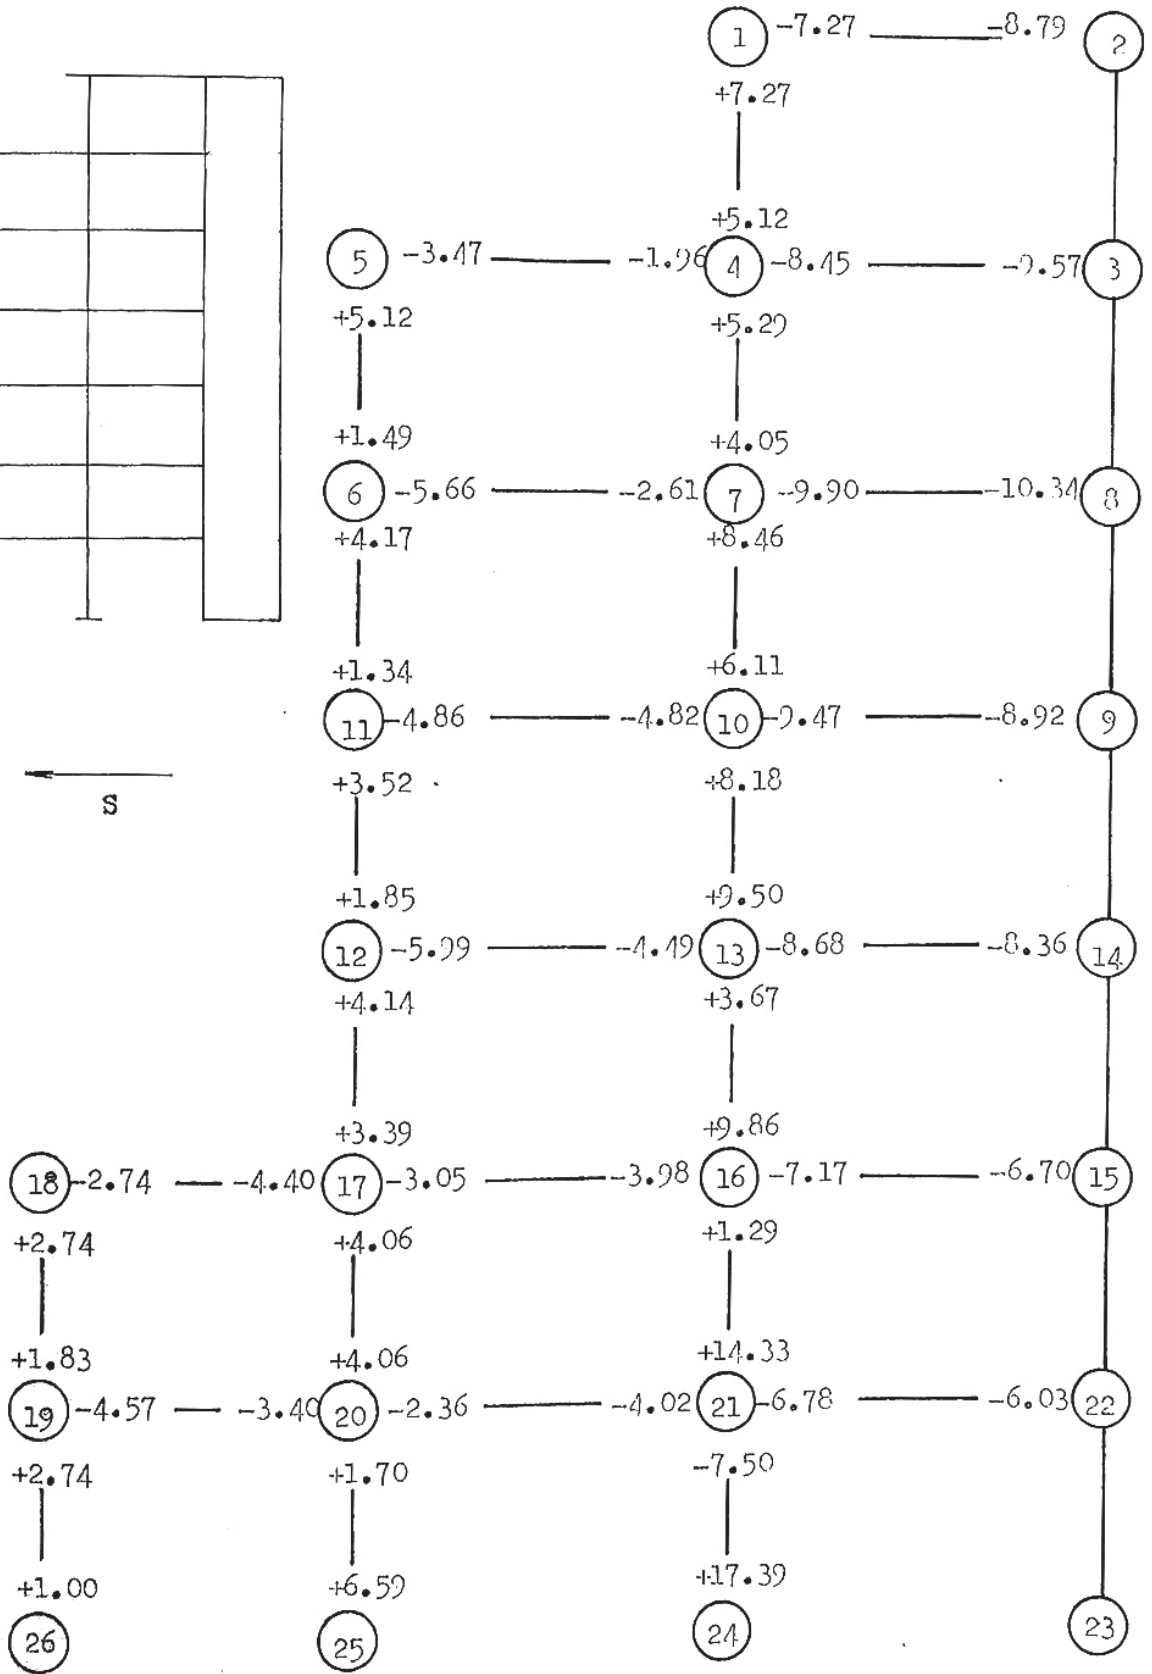 1 -7.27 -8.79 2
+7.27
+5.12
5 -3.47 -1.96 4 -8.45 -9.57 3
+5.12 +5.29
+1.49 +4.05
6 -5.66 -2.61 7 -9.90 -10.34 8
+4.17 +8.46
+1.34 +6.11
11 -4.86 -4.82 10 -9.47 -8.92 9
S
+3.52 +8.18
+1.85 +9.50
12 -5.99 -4.49 13 -8.68 -8.36 14
+4.14 +3.67
+3.39 +9.86
18 -2.74 -4.40 17 -3.05 -3.98 16 -7.17 -6.70 15
+2.74 +4.06 +1.29
+1.83 +4.06 +14.33
19 -4.57 -3.40 20 -2.36 -4.02 21 -6.78 -6.03 22
+2.74 +1.70 -7.50
+1.00 +6.59 +17.39
26 25 24 23